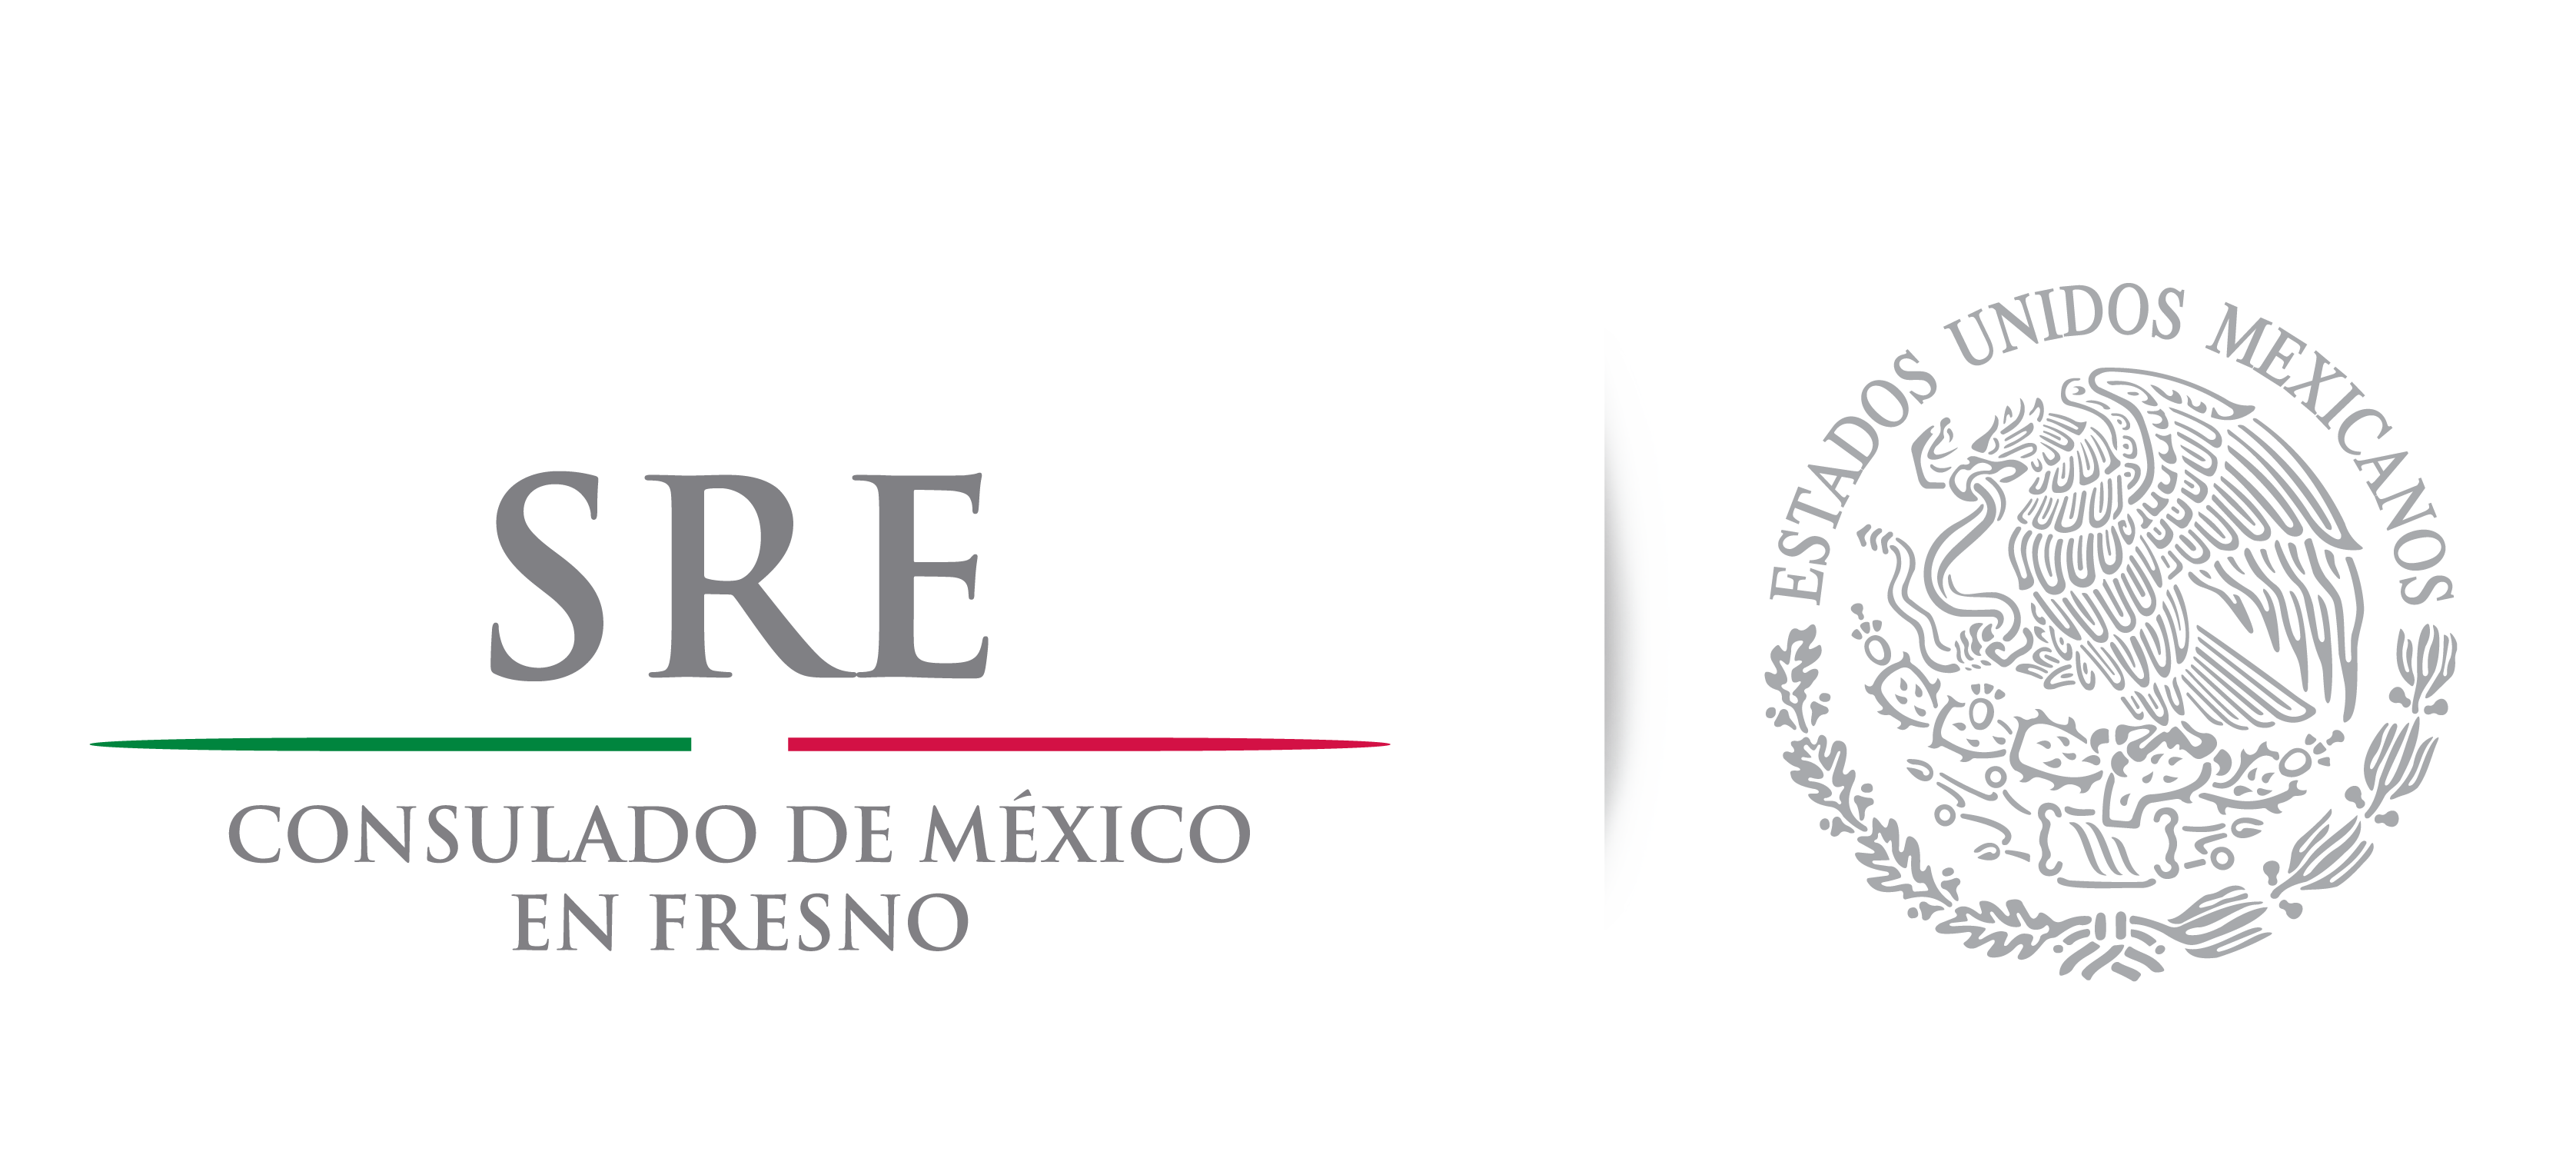 SRE
CONSULADO DE MÉXICO
EN FRESNO
ESTADOS UNIDOS MEXICANOS